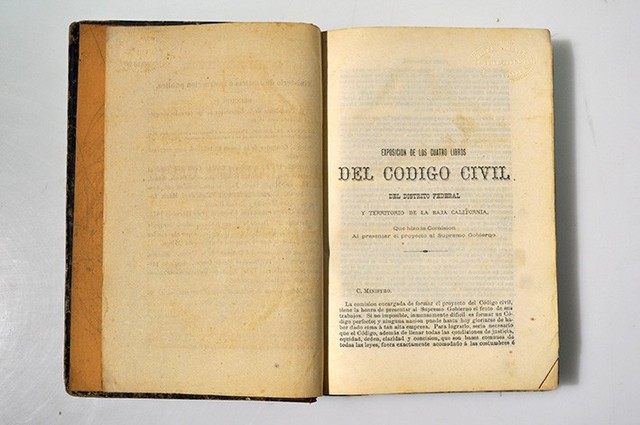 EXPOSICION DE LOS CUATRO LIBROS
DEL CODIGO CIVIL
DEL DISTRITO FEDERAL
Y TERRITORIO DE LA BAJA CALIFORNIA,
Que hizo la Comision
Al presentar el proyecto al Supremo Gobierno
C. MINISTRO.
La comision encargada de formar el proyecto del Código civil,
tiene la honra de presentar al Supremo Gobierno el fruto de sus
trabajos. Si no imposible, inmensamente difícil es formar un Có
digo perfecto; y ninguna nacion puede hasta hoy gloriarse de ha
ber dado cima á tan alta empresa. Para lograrlo, seria necesario
que el Código, además de llenar todas las condiciones de justicia,
equidad, órden, claridad y concision, que son bases comunes de
todas las leyes, fuera exactamente acomodado á las costumbres é